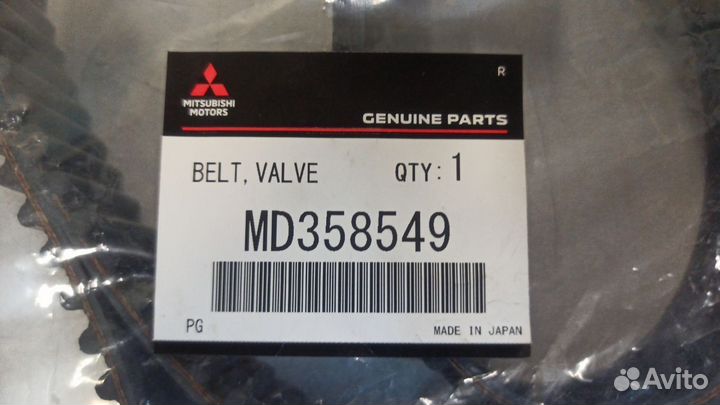 R
MITSUBISHI
MOTORS
GENUINE PARTS
BELT, VALVE QTY: 1
MD358549
PG MADE IN JAPAN
Avito